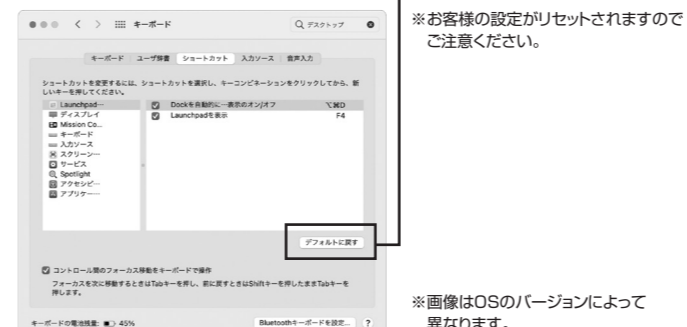 キーボード
デスクトップ
キーボード ユーザ辞書 ショートカット 入力ソース 音声入力
ショートカットを変更するには、ショートカットを選択し、キーコンビネーションをクリックしてから、新
しいキーを押してください。
Launchpad…
ディスプレイ
Mission Co...
キーボード
入力ソース
スクリーン…
サービス
Spotlight
アクセシビ…
アプリケー…
Dockを自動的に…表示のオン/オフ ⌥⌘D
Launchpadを表示 F4
デフォルトに戻す
コントロール間のフォーカス移動をキーボードで操作
フォーカスを次に移動するときはTabキーを押し、前に戻すときはShiftキーを押したままTabキーを
押します。
キーボードの電池残量: 45%
Bluetoothキーボードを設定... ?
※お客様の設定がリセットされますので
ご注意ください。
※画像はOSのバージョンによって
異なります。